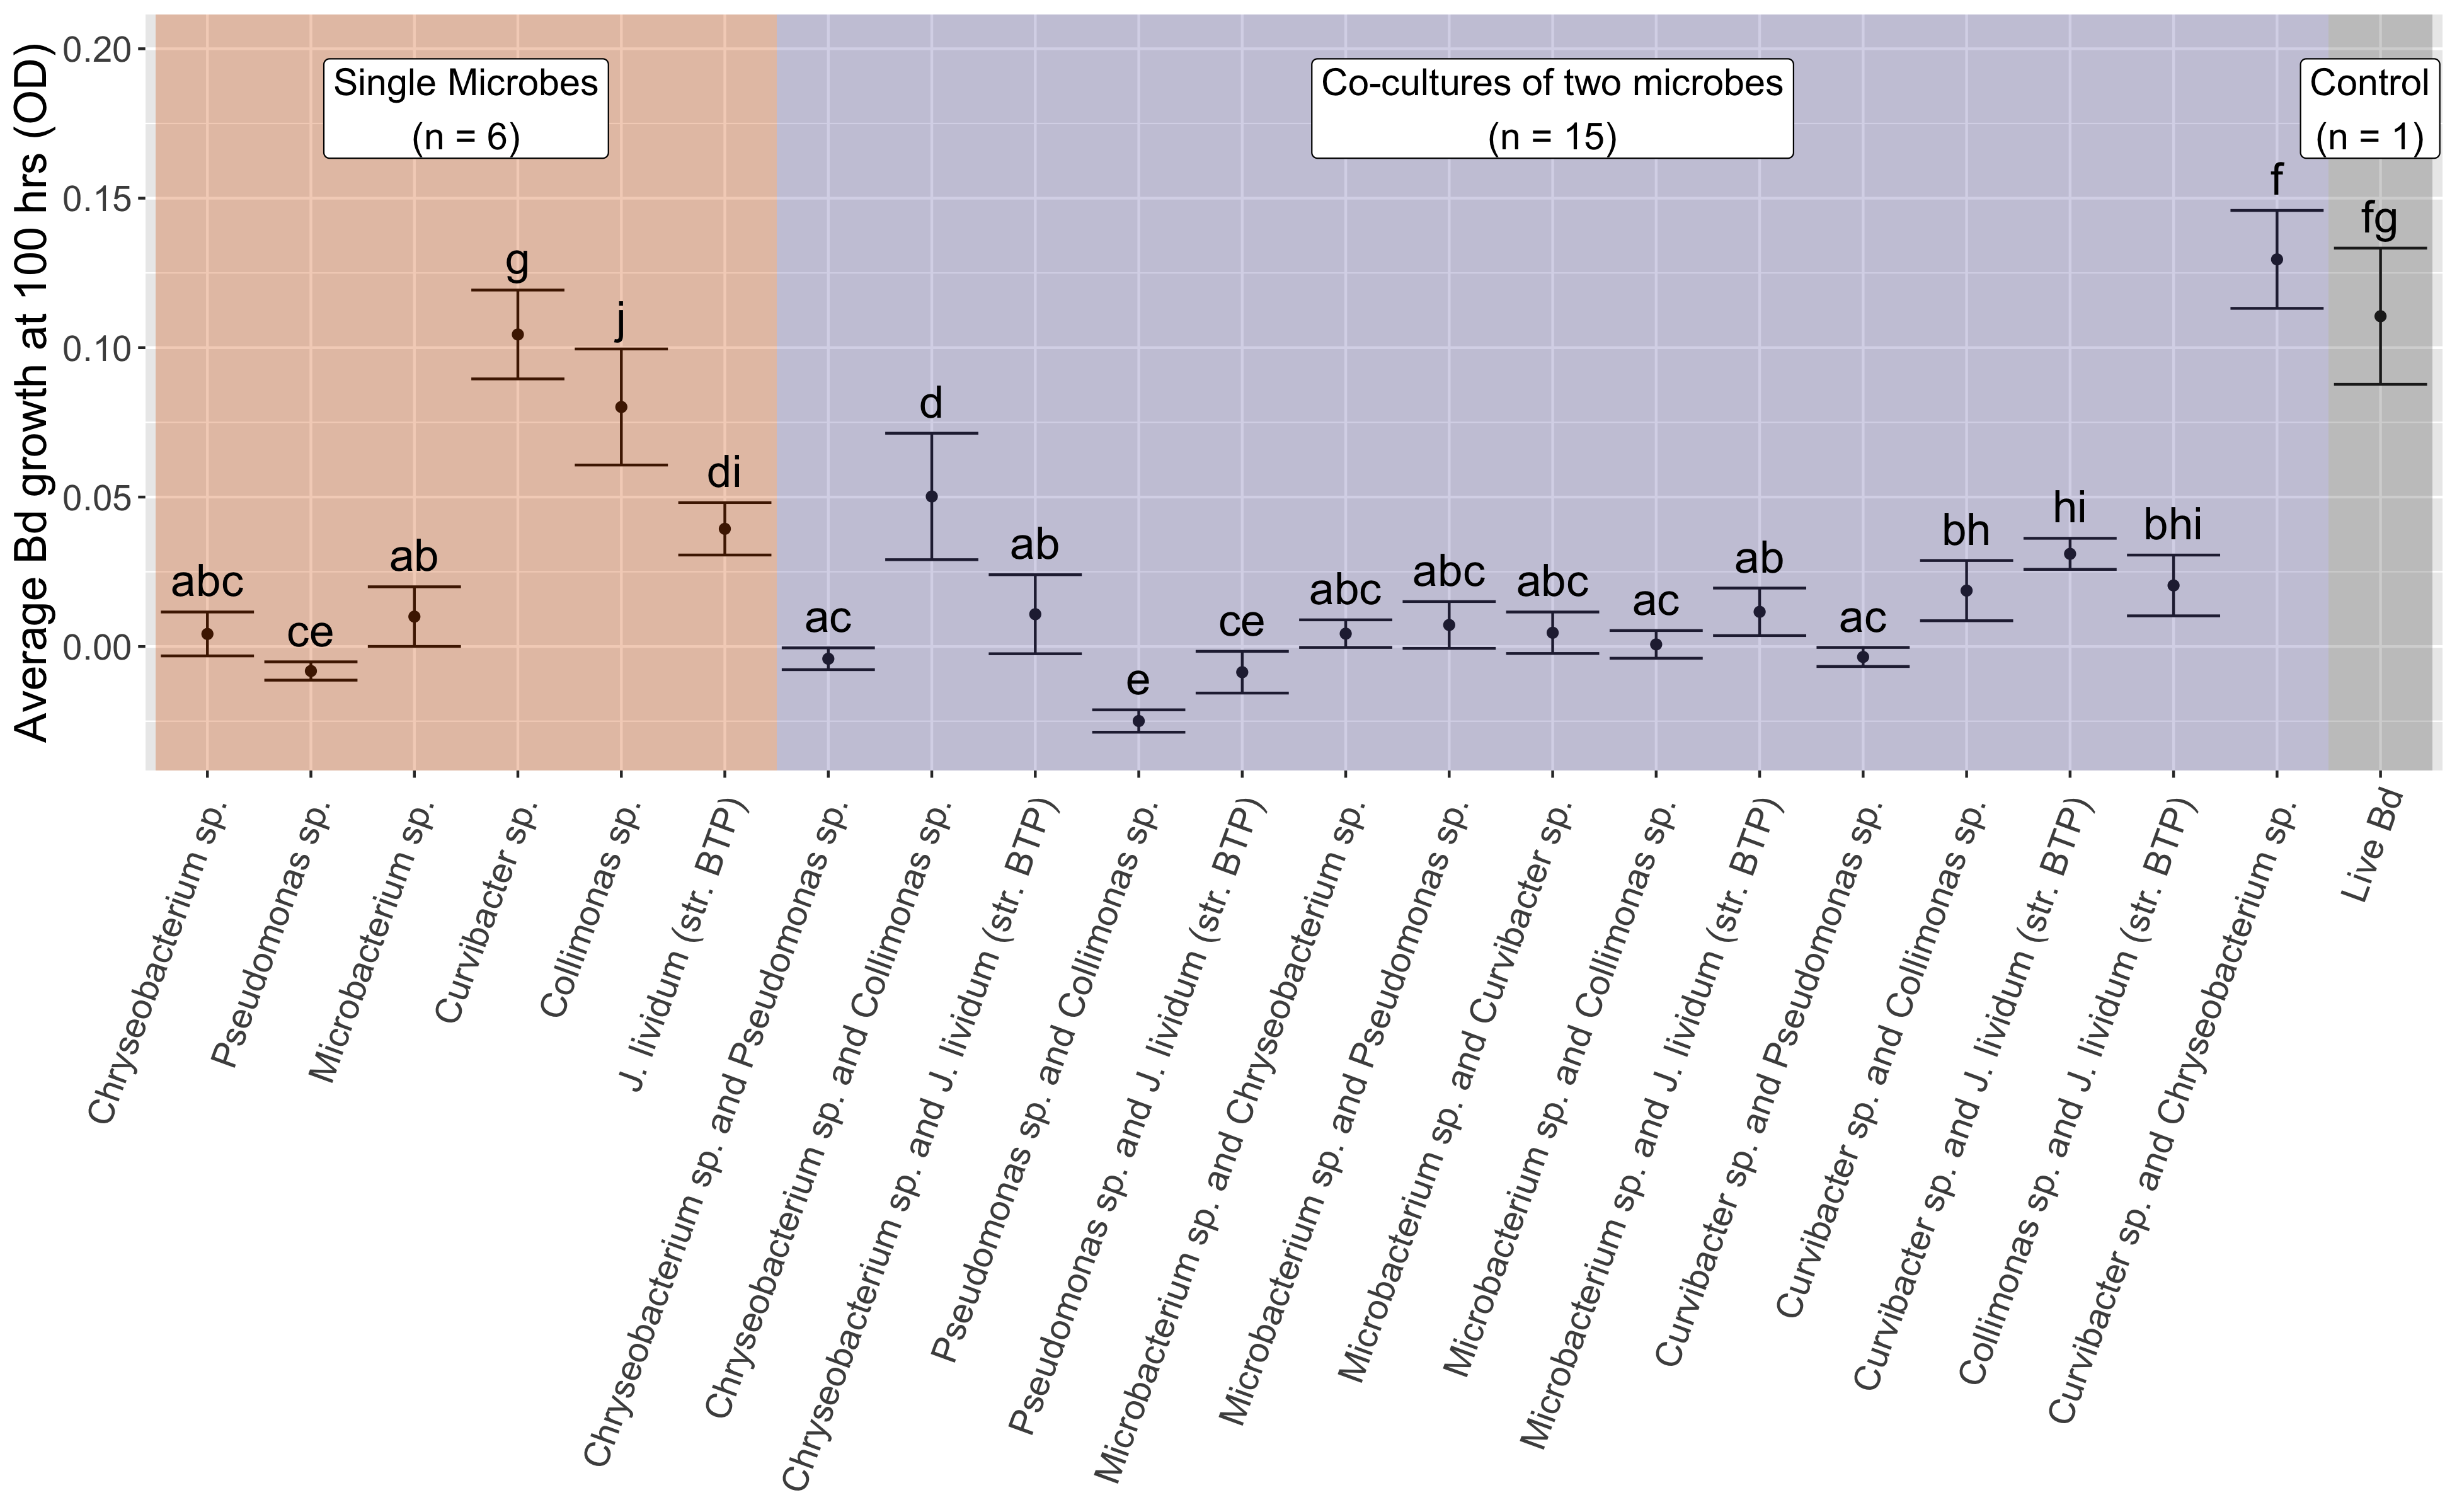 Average Bd growth at 100 hrs (OD)
0.20
0.15
0.10
0.05
0.00
Single Microbes
(n = 6)
Co-cultures of two microbes
(n = 15)
Control
(n = 1)
abc
ce
ab
g
j
di
ac
d
ab
e
ce
abc
abc
abc
ac
ab
ac
bh
hi
bhi
f
fg
Chryseobacterium sp.
Pseudomonas sp.
Microbacterium sp.
Curvibacter sp.
Collimonas sp.
J. lividum (str. BTP)
Chryseobacterium sp. and Pseudomonas sp.
Chryseobacterium sp. and Collimonas sp.
Chryseobacterium sp. and J. lividum (str. BTP)
Pseudomonas sp. and Collimonas sp.
Pseudomonas sp. and J. lividum (str. BTP)
Microbacterium sp. and Chryseobacterium sp.
Microbacterium sp. and Pseudomonas sp.
Microbacterium sp. and Curvibacter sp.
Microbacterium sp. and Collimonas sp.
Microbacterium sp. and J. lividum (str. BTP)
Curvibacter sp. and Pseudomonas sp.
Curvibacter sp. and Collimonas sp.
Curvibacter sp. and J. lividum (str. BTP)
Collimonas sp. and J. lividum (str. BTP)
Curvibacter sp. and Chryseobacterium sp.
Live Bd